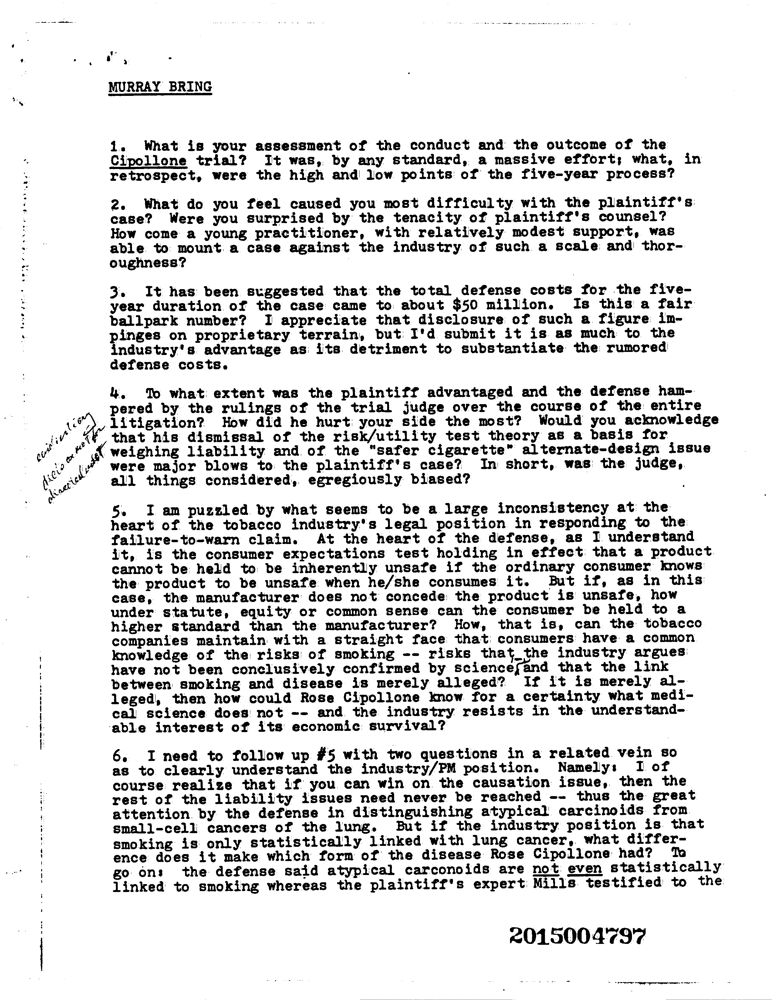 MURRAY BRING
1. What is your assessment of the conduct and the outcome of the
Cipollone trial? It was, by any standard, a massive effort; what, in
retrospect, were the high and low points of the five-year process?
2. What do you feel caused you most difficulty with the plaintiff's
case? Were you surprised by the tenacity of plaintiff's counsel?
How come a young practitioner, with relatively modest support, was
able to mount a case against the industry of such a scale and thor-
oughness?
3. It has been suggested that the total defense costs for the five-
year duration of the case came to about $50 million. Is this a fair
ballpark number? I appreciate that disclosure of such a figure im-
pinges on proprietary terrain, but I'd submit it is as much to the
industry's advantage as its detriment to substantiate the rumored
defense costs.
4. To what extent was the plaintiff advantaged and the defense ham-
pered by the rulings of the trial judge over the course of the entire
litigation? How did he hurt your side the most? Would you acknowledge
that his dismissal of the risk/utility test theory as a basis for
weighing liability and of the "safer cigarette" alternate-design issue
were major blows to the plaintiff's case? In short, was the judge,
all things considered, egregiously biased?
5. I am puzzled by what seems to be a large inconsistency at the
heart of the tobacco industry's legal position in responding to the
failure-to-warn claim. At the heart of the defense, as I understand
it, is the consumer expectations test holding in effect that a product
cannot be held to be inherently unsafe if the ordinary consumer knows
the product to be unsafe when he/she consumes it. But if, as in this
case, the manufacturer does not concede the product is unsafe, how
under statute, equity or common sense can the consumer be held to a
higher standard than the manufacturer? How, that is, can the tobacco
companies maintain with a straight face that consumers have a common
knowledge of the risks of smoking -- risks that the industry argues
have not been conclusively confirmed by science, and that the link
between smoking and disease is merely alleged? If it is merely al-
leged, then how could Rose Cipollone know for a certainty what medi-
cal science does not -- and the industry resists in the understand-
able interest of its economic survival?
6. I need to follow up #5 with two questions in a related vein so
as to clearly understand the industry/PM position. Namely: I of
course realize that if you can win on the causation issue, then the
rest of the liability issues need never be reached -- thus the great
attention by the defense in distinguishing atypical carcinoids from
small-cell cancers of the lung. But if the industry position is that
smoking is only statistically linked with lung cancer, what differ-
ence does it make which form of the disease Rose Cipollone had? To
go on: the defense said atypical carconoids are not even statistically
linked to smoking whereas the plaintiff's expert Mills testified to the
2015004797